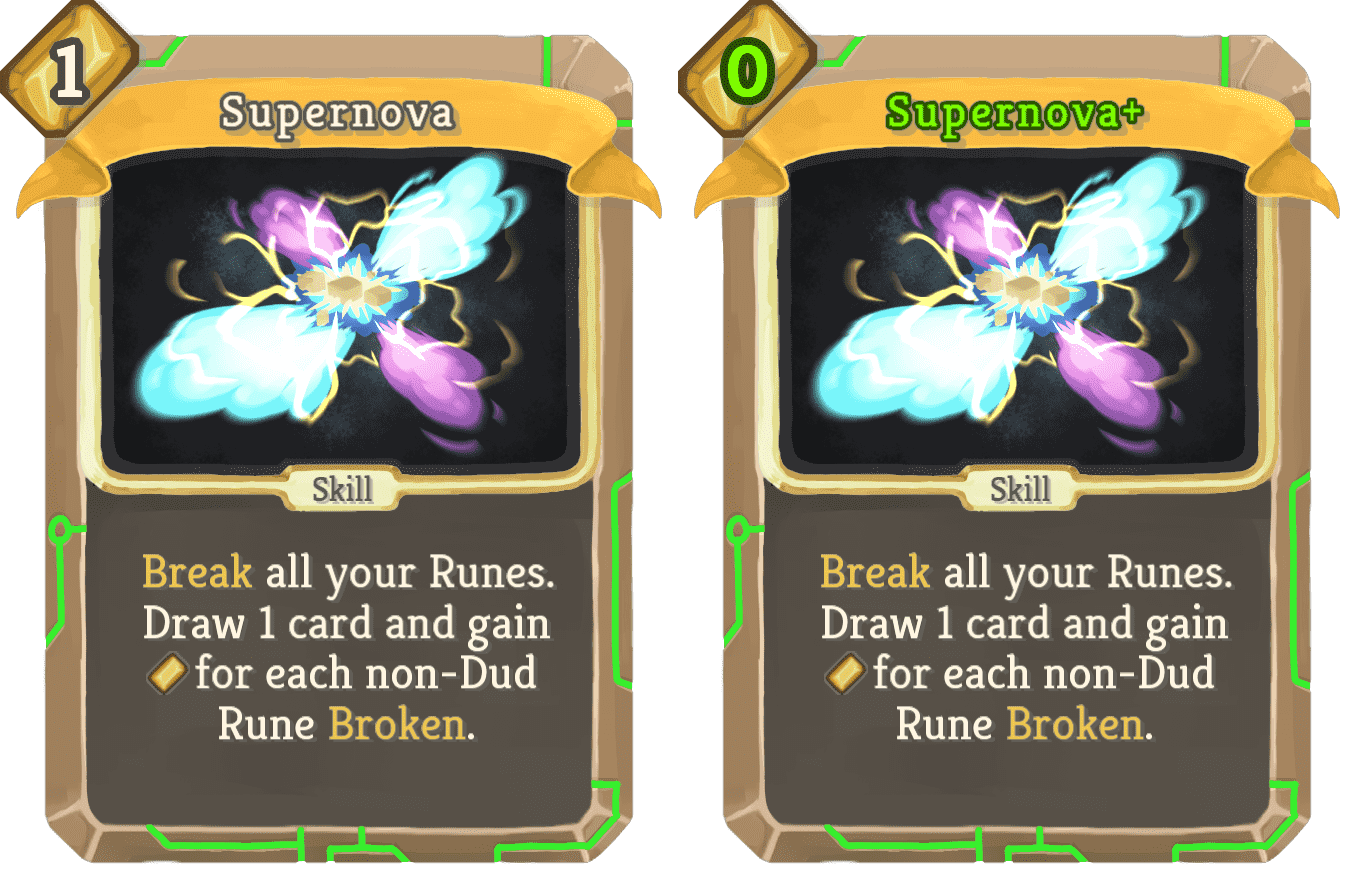 1
Supernova
Skill
Break all your Runes.
Draw 1 card and gain
for each non-Dud
Rune Broken.
0
Supernova+
Skill
Break all your Runes.
Draw 1 card and gain
for each non-Dud
Rune Broken.